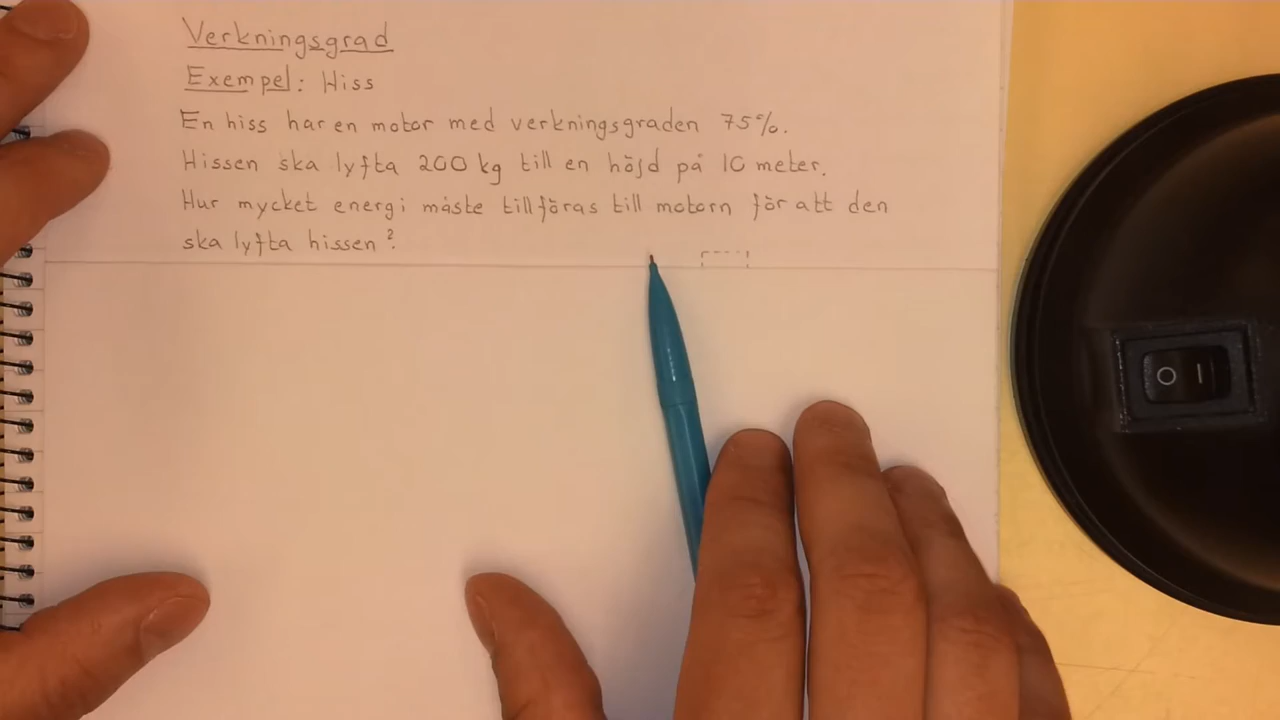 Verkningsgrad
Exempel: Hiss
En hiss har en motor med verkningsgraden 75%.
Hissen ska lyfta 200 kg till en höjd på 10 meter.
Hur mycket energi måste tillföras till motorn för att den
ska lyfta hissen?